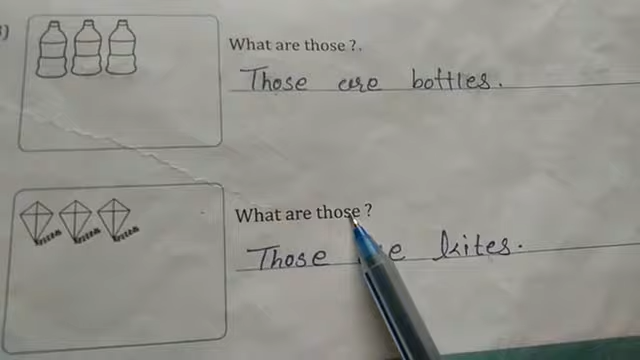 )
What are those ?.
Those are bottles.
What are those ?
Those e kites.